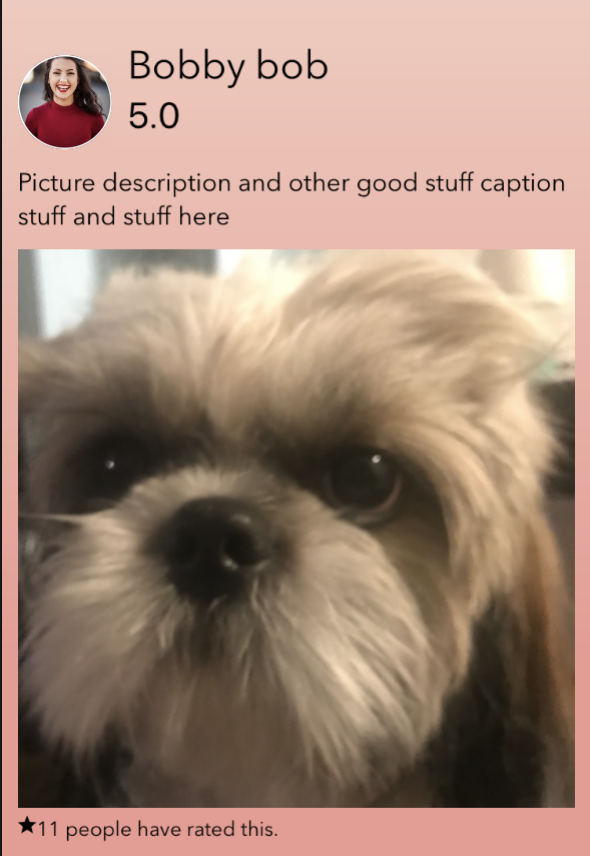 Bobby bob
5.0
Picture description and other good stuff caption
stuff and stuff here
★11 people have rated this.